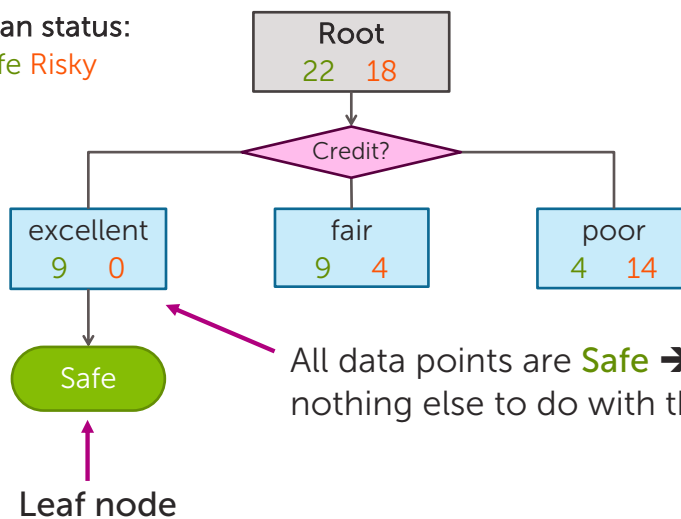 an status:
fe Risky
Root
22 18
Credit?
excellent
9 0
fair
9 4
poor
4 14
All data points are Safe ➔
nothing else to do with th
Safe
Leaf node